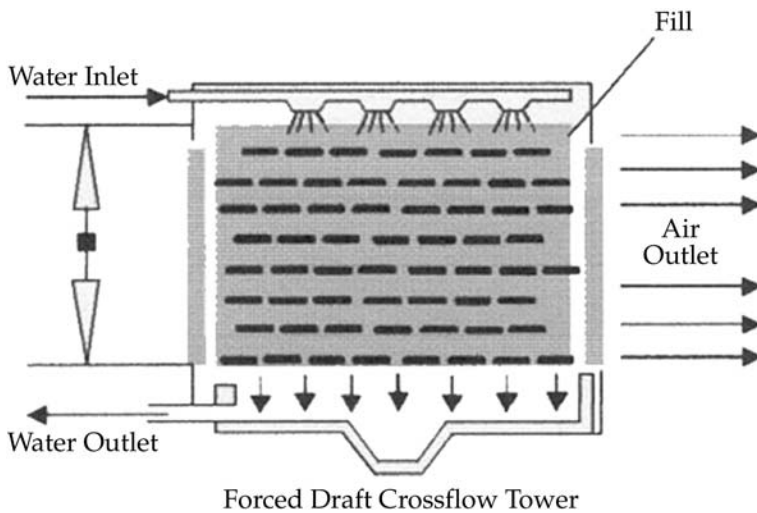 Fill
Water Inlet
Air
Outlet
Water Outlet
Forced Draft Crossflow Tower